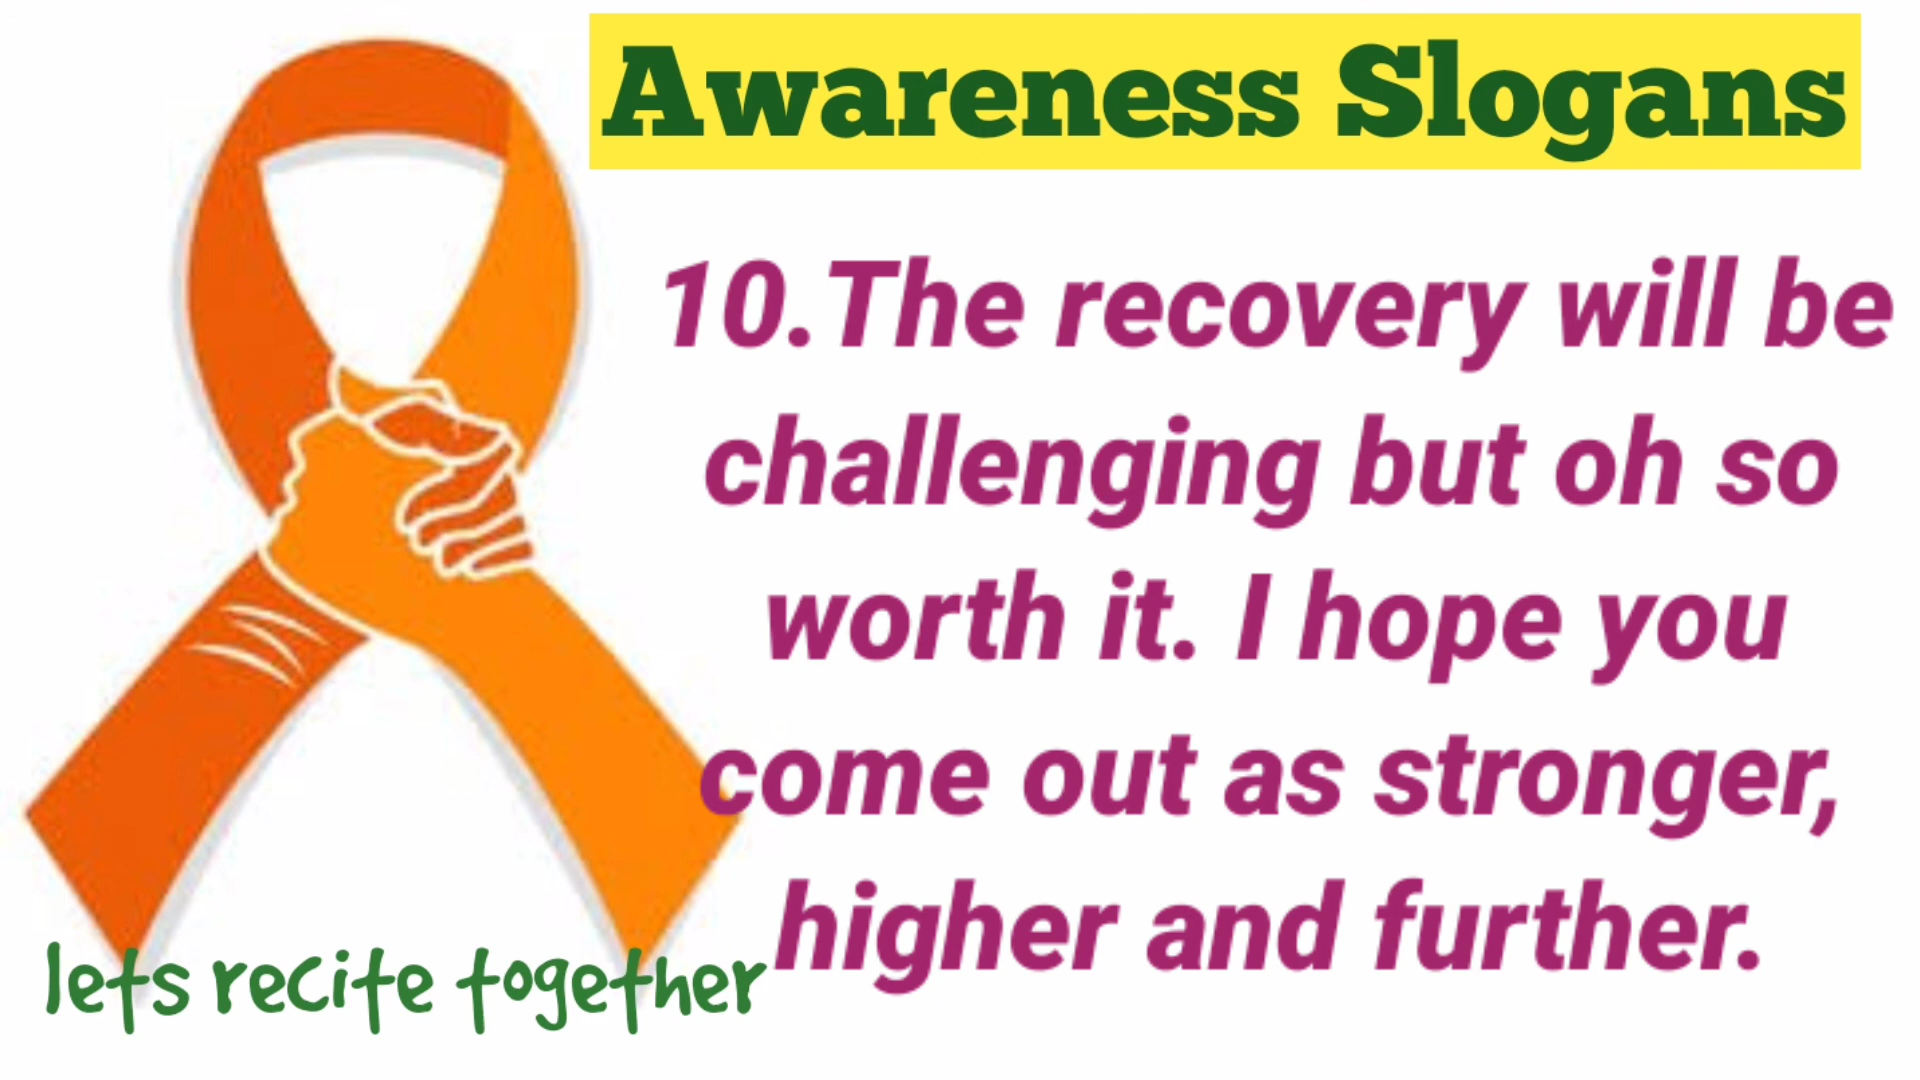 Awareness Slogans
10.The recovery will be
challenging but oh so
worth it. I hope you
come out as stronger,
higher and further.
lets recite together